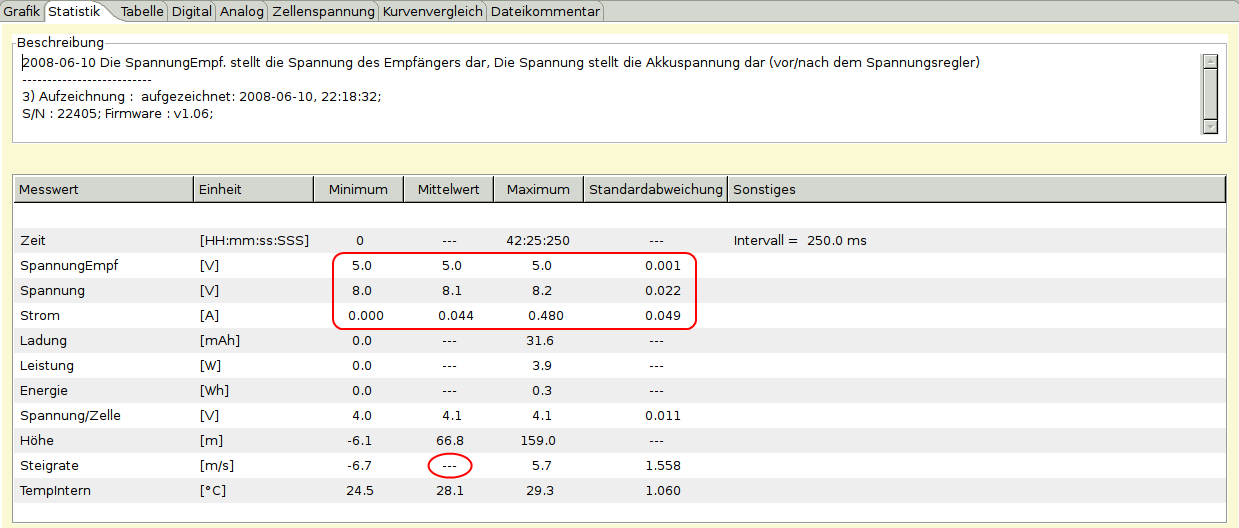 Grafik Statistik Tabelle Digital Analog Zellenspannung Kurvenvergleich Dateikommentar
Beschreibung
2008-06-10 Die SpannungEmpf. stellt die Spannung des Empfängers dar, Die Spannung stellt die Akkuspannung dar (vor/nach dem Spannungsregler)
--------------------------
3) Aufzeichnung : aufgezeichnet: 2008-06-10, 22:18:32;
S/N : 22405; Firmware : v1.06;
Messwert Einheit Minimum Mittelwert Maximum Standardabweichung Sonstiges
Zeit [HH:mm:ss:SSS] 0 --- 42:25:250 --- Intervall = 250.0 ms
SpannungEmpf [V] 5.0 5.0 5.0 0.001
Spannung [V] 8.0 8.1 8.2 0.022
Strom [A] 0.000 0.044 0.480 0.049
Ladung [mAh] 0.0 --- 31.6 ---
Leistung [W] 0.0 --- 3.9 ---
Energie [Wh] 0.0 --- 0.3 ---
Spannung/Zelle [V] 4.0 4.1 4.1 0.011
Höhe [m] -6.1 66.8 159.0 ---
Steigrate [m/s] -6.7 --- 5.7 1.558
TempIntern [°C] 24.5 28.1 29.3 1.060